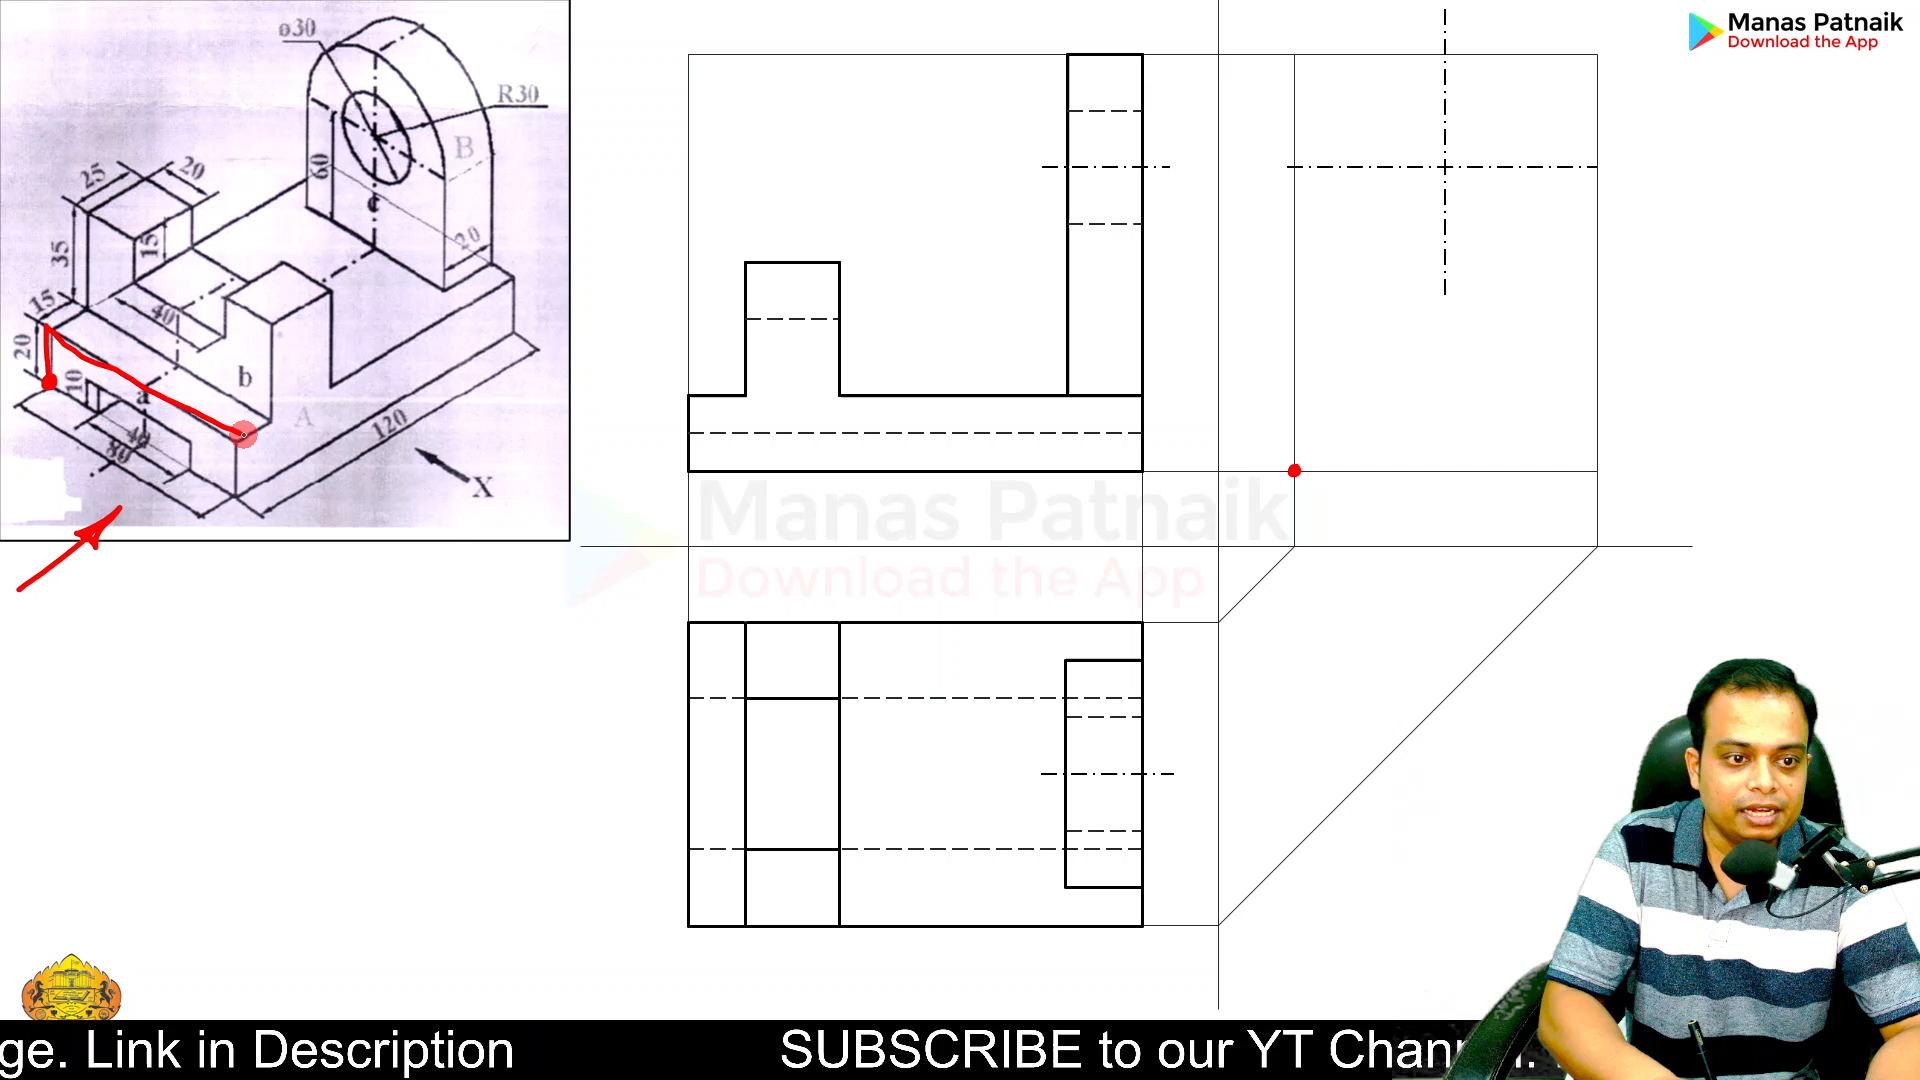 ø30
R30
B
60
c
20
25
20
35
15
15
40
20
10
a
b
A
40
80
120
X
Manas Patnaik
Download the App
Manas Patnaik
Download the App
ge. Link in Description
SUBSCRIBE to our YT Chan